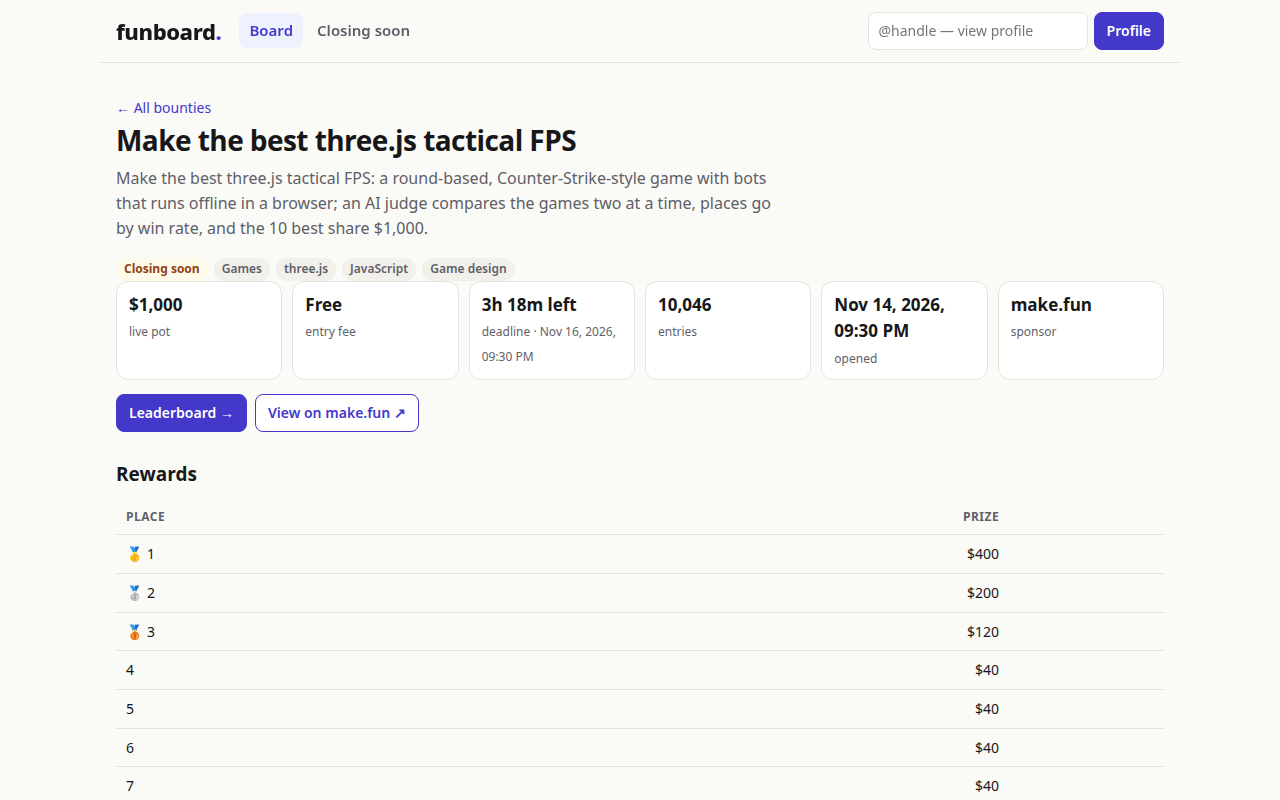 funboard.
Board
Closing soon
@handle — view profile
Profile
← All bounties
Make the best three.js tactical FPS
Make the best three.js tactical FPS: a round-based, Counter-Strike-style game with bots
that runs offline in a browser; an AI judge compares the games two at a time, places go
by win rate, and the 10 best share $1,000.
Closing soon
Games
three.js
JavaScript
Game design
$1,000
live pot
Free
entry fee
3h 18m left
deadline · Nov 16, 2026,
09:30 PM
10,046
entries
Nov 14, 2026,
09:30 PM
opened
make.fun
sponsor
Leaderboard →
View on make.fun ↗
Rewards
PLACE PRIZE
🥇 1 $400
🥈 2 $200
🥉 3 $120
4 $40
5 $40
6 $40
7 $40